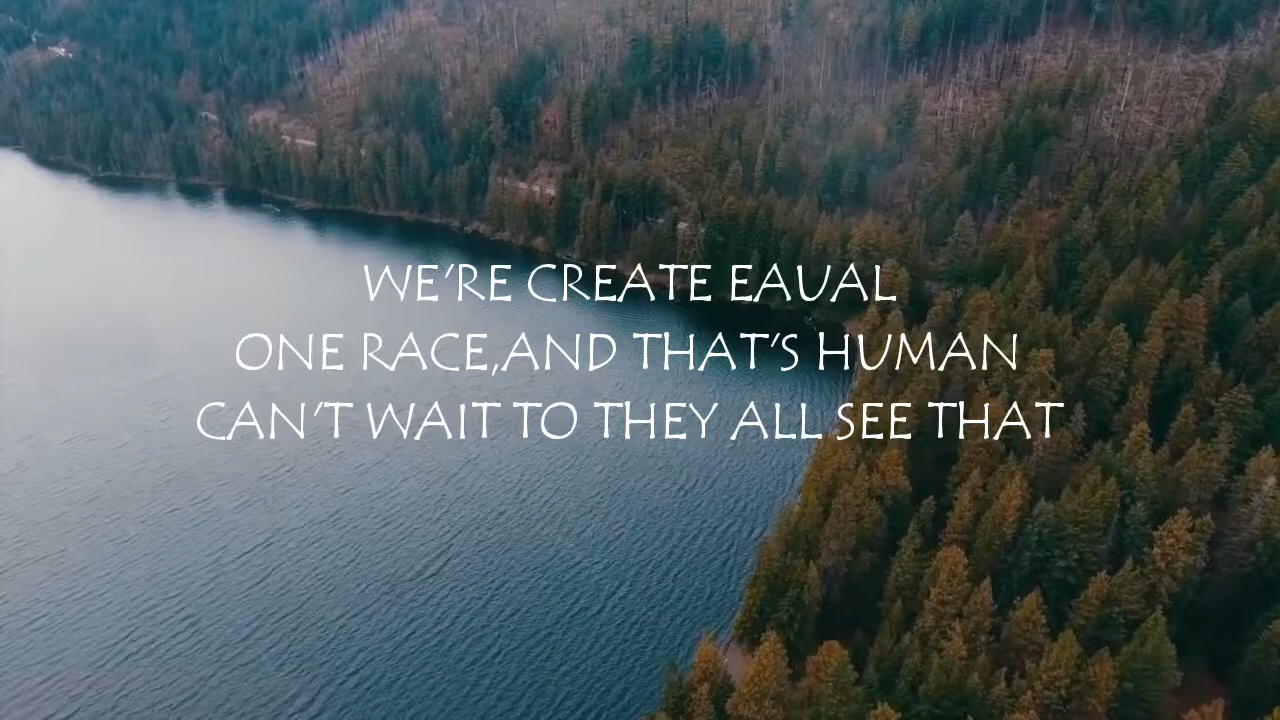 WE'RE CREATE EAUAL
ONE RACE,AND THAT'S HUMAN
CAN'T WAIT TO THEY ALL SEE THAT